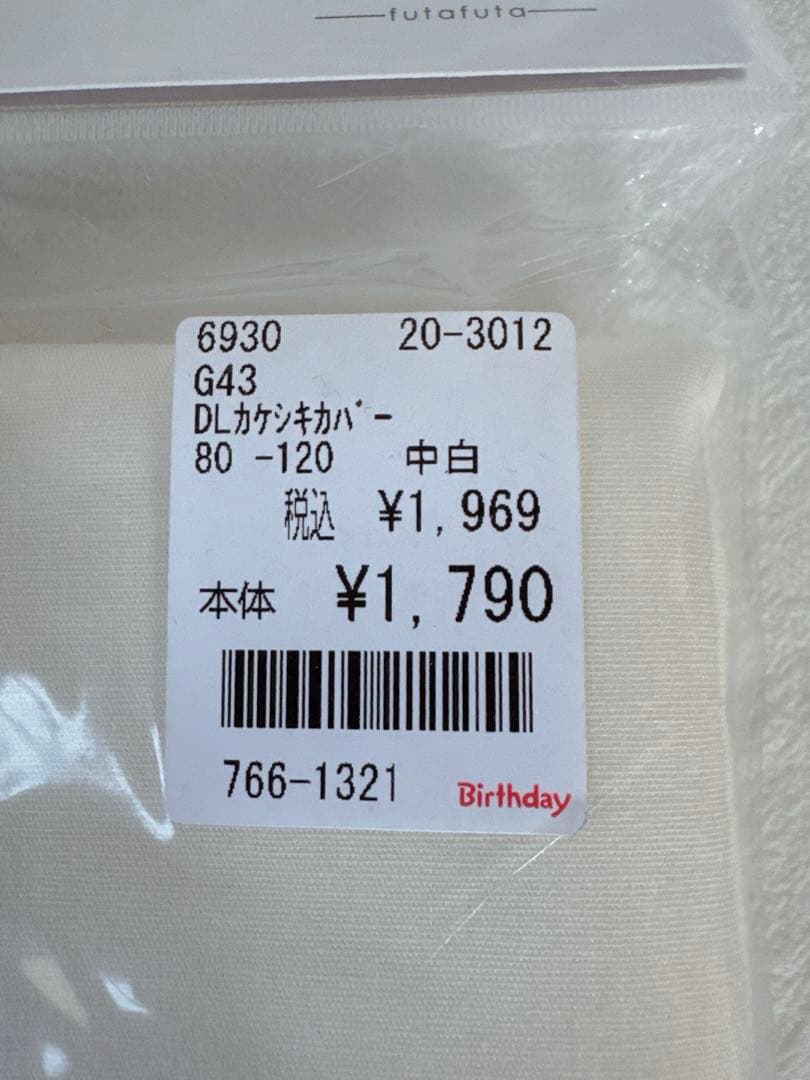 futafuta
6930 20-3012
G43
DLカケシキカバー
80 -120 中白
税込 ¥1,969
本体 ¥1,790
766-1321 Birthday